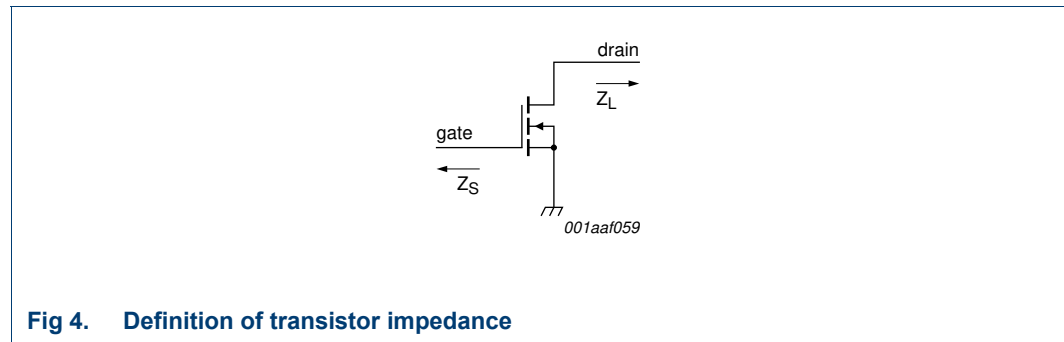 drain
Z_L
gate
Z_S
001aaf059
Fig 4. Definition of transistor impedance